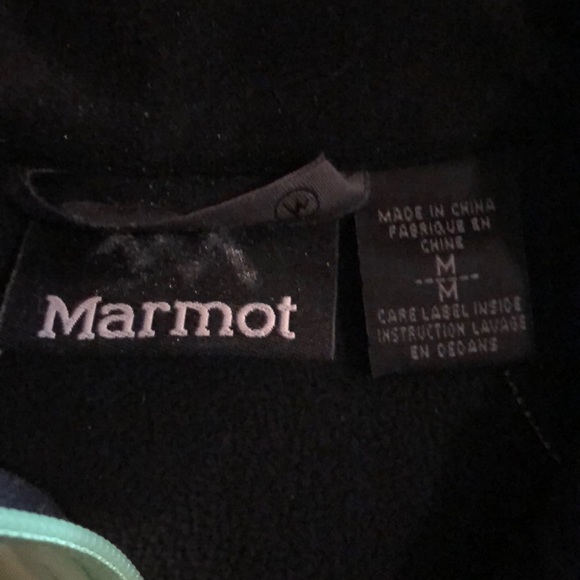 Marmot
MADE IN CHINA
FABRIQUE EN
CHINE
M
M
CARE LABEL INSIDE
INSTRUCTION LAVAGE
EN DEDANS